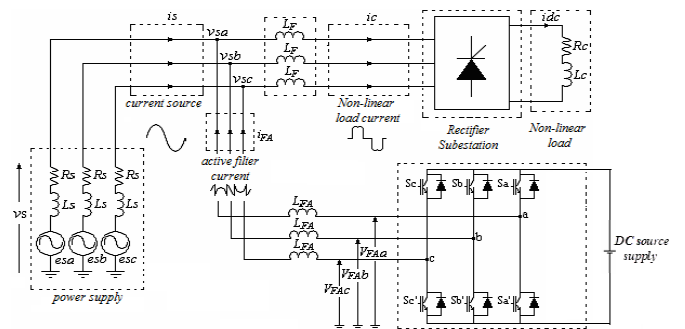 is
vsa
vsb
vsc
LF
LF
LF
ic
idc
Rc
Lc
current source
Non-linear
load current
Rectifier
Subestation
Non-linear
load
iFA
active filter
current
vs
Rs
Rs
Rs
Ls
Ls
Ls
esa
esb
esc
power supply
LFA
LFA
LFA
VFAa
VFAb
VFAc
Sc
Sb
Sa
a
b
c
Sc'
Sb'
Sa'
DC source
supply